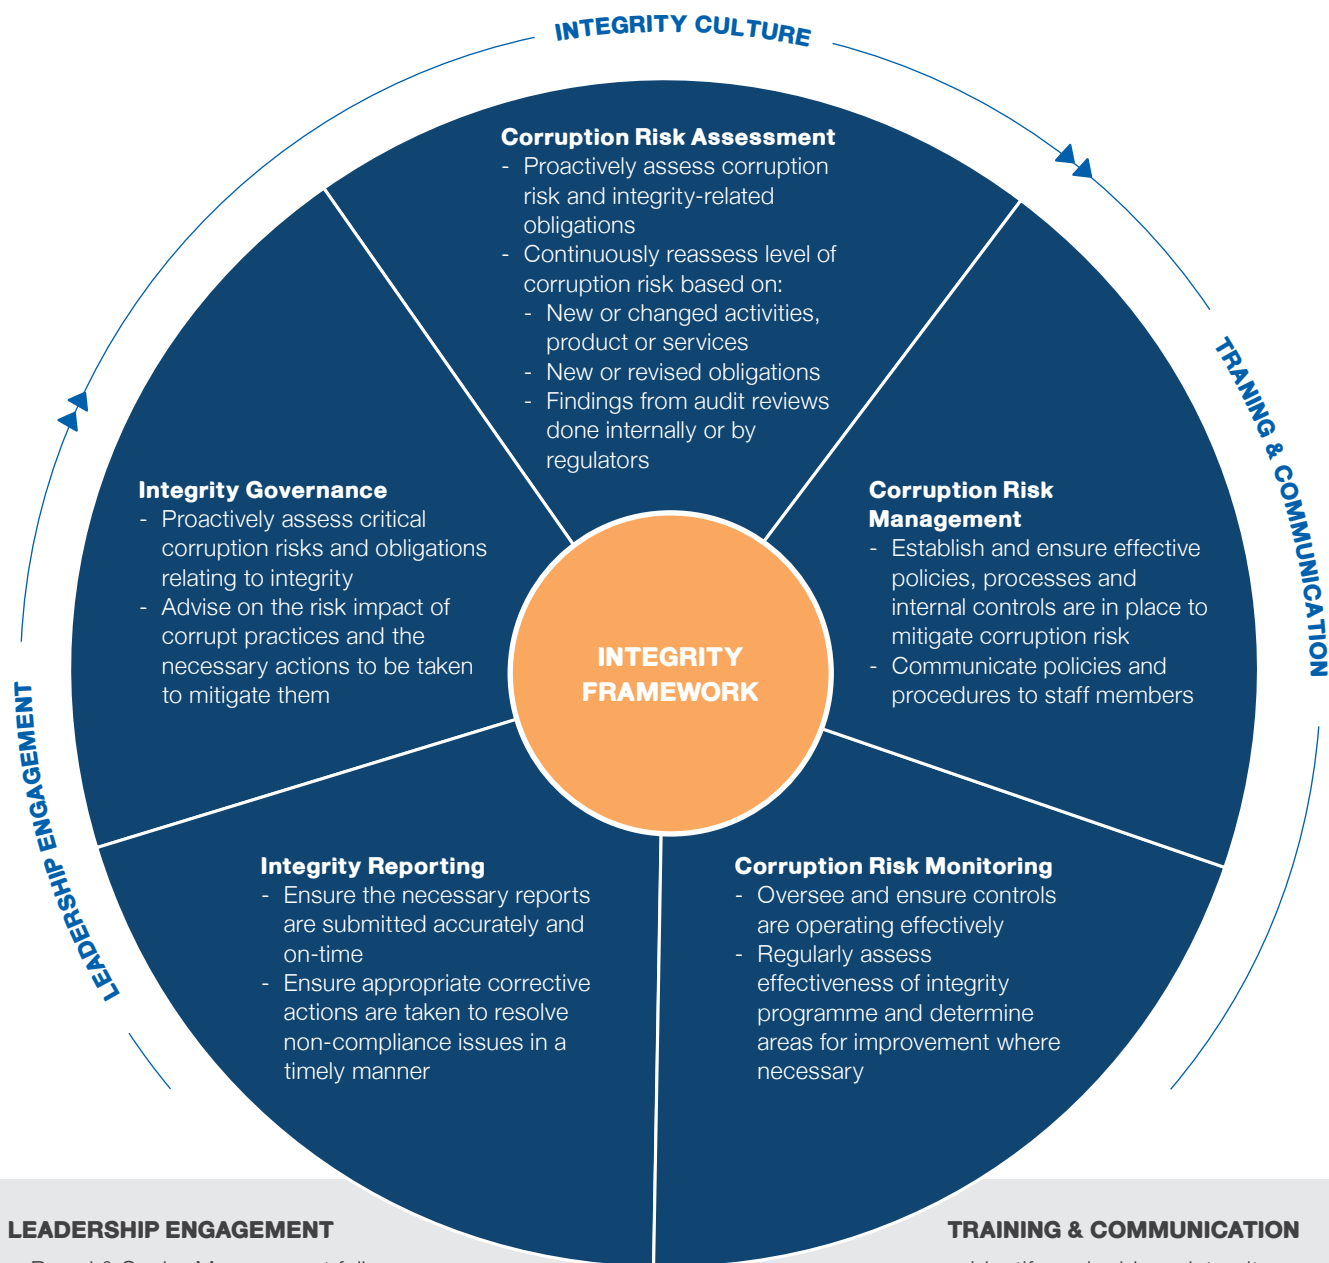 INTEGRITY CULTURE
Corruption Risk Assessment
- Proactively assess corruption
risk and integrity-related
obligations
- Continuously reassess level of
corruption risk based on:
- New or changed activities,
product or services
- New or revised obligations
- Findings from audit reviews
done internally or by
regulators
TRANING & COMMUNICATION
Integrity Governance
- Proactively assess critical
corruption risks and obligations
relating to integrity
- Advise on the risk impact of
corrupt practices and the
necessary actions to be taken
to mitigate them
Corruption Risk
Management
- Establish and ensure effective
policies, processes and
internal controls are in place to
mitigate corruption risk
- Communicate policies and
procedures to staff members
INTEGRITY
FRAMEWORK
LEADERSHIP ENGAGEMENT
Integrity Reporting
- Ensure the necessary reports
are submitted accurately and
on-time
- Ensure appropriate corrective
actions are taken to resolve
non-compliance issues in a
timely manner
Corruption Risk Monitoring
- Oversee and ensure controls
are operating effectively
- Regularly assess
effectiveness of integrity
programme and determine
areas for improvement where
necessary
LEADERSHIP ENGAGEMENT
TRAINING & COMMUNICATION